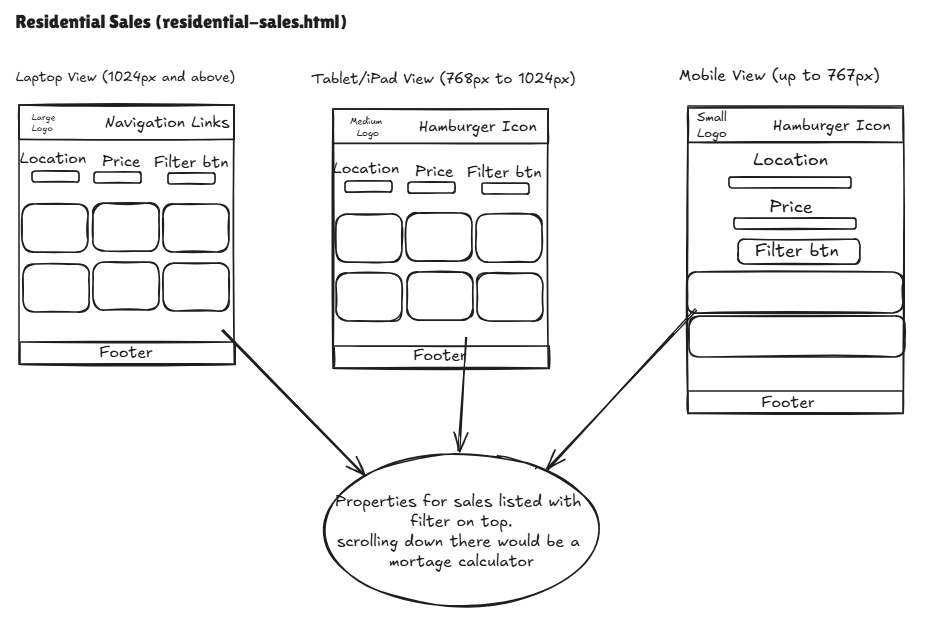 Residential Sales (residential-sales.html)
Laptop View (1024px and above)
Large
Logo
Navigation Links
Location Price Filter btn
Footer
Tablet/iPad View (768px to 1024px)
Medium
Logo
Hamburger Icon
Location Price Filter btn
Footer
Mobile View (up to 767px)
Small
Logo
Hamburger Icon
Location
Price
Filter btn
Footer
Properties for sales listed with
filter on top.
scrolling down there would be a
mortage calculator